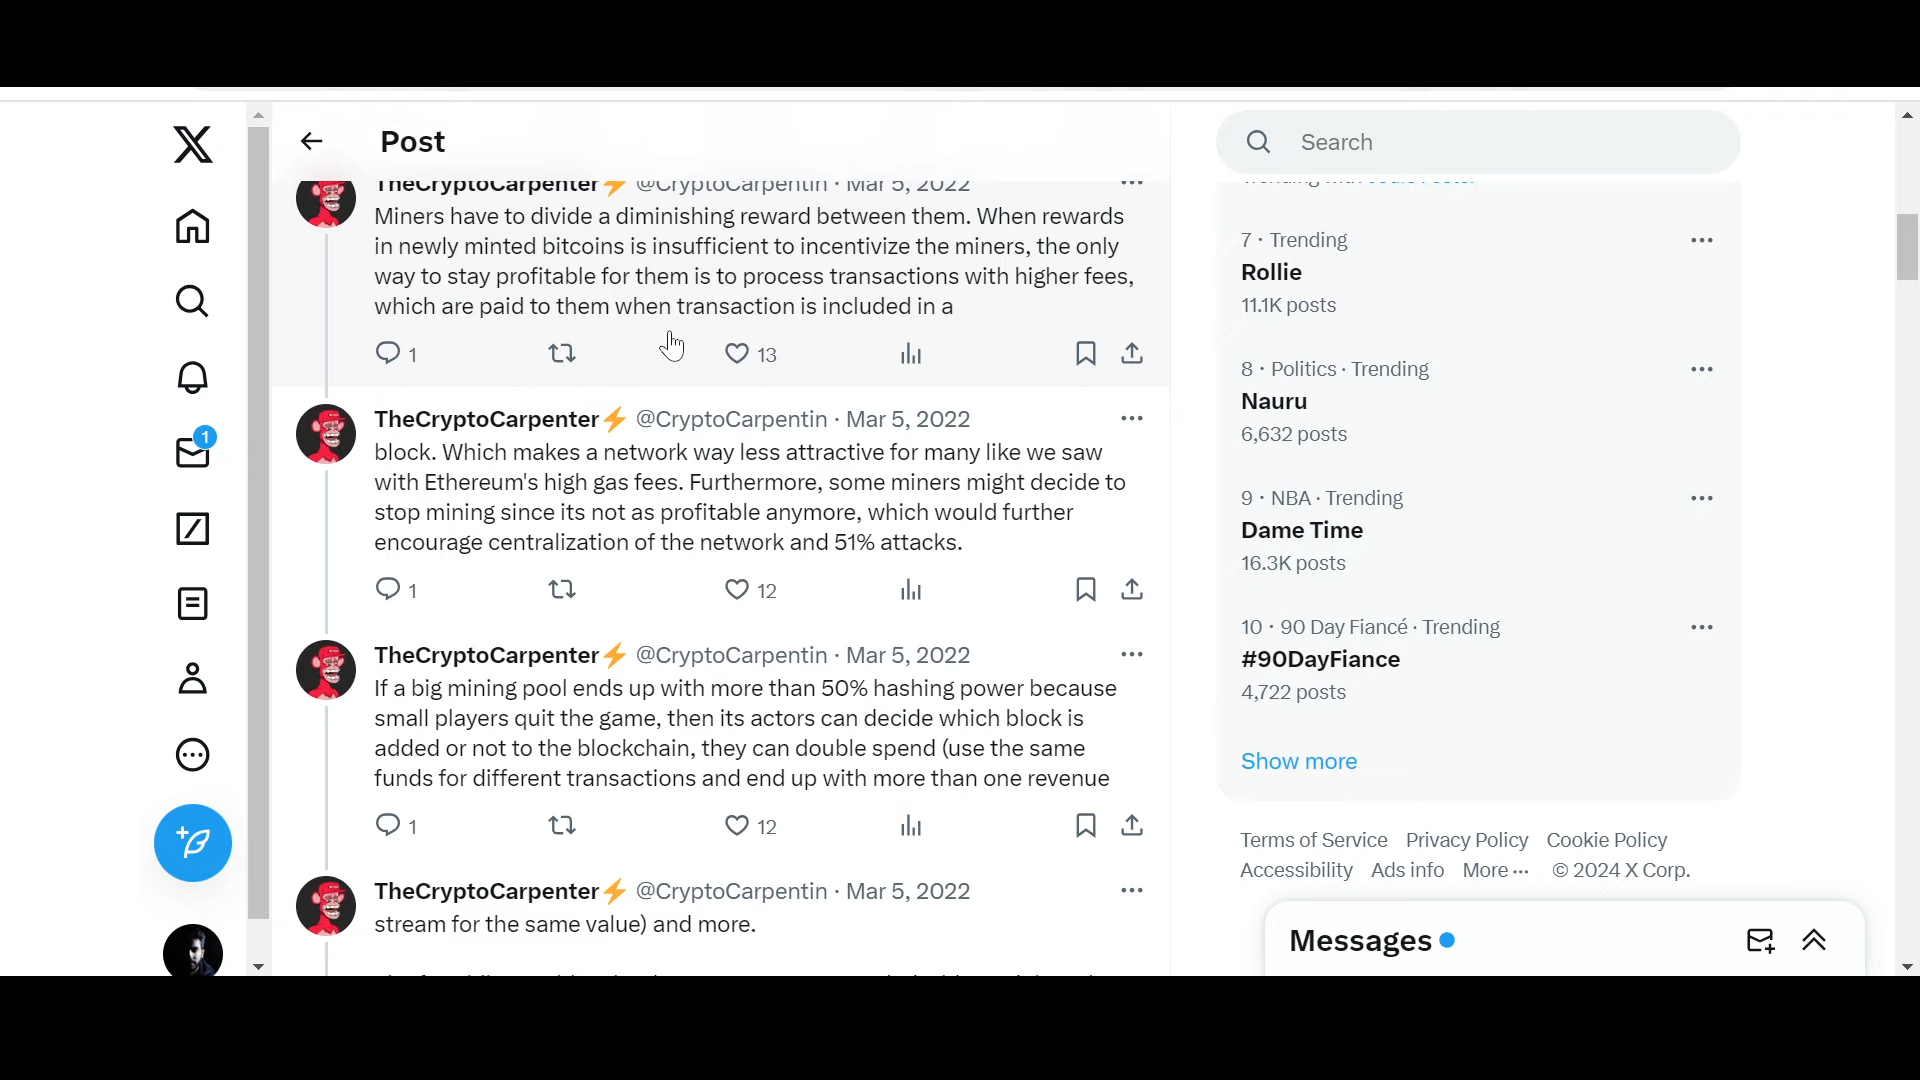 Post
TheCryptoCarpenter⚡ @CryptoCarpentin · Mar 5, 2022
Miners have to divide a diminishing reward between them. When rewards
in newly minted bitcoins is insufficient to incentivize the miners, the only
way to stay profitable for them is to process transactions with higher fees,
which are paid to them when transaction is included in a
1
13
TheCryptoCarpenter⚡ @CryptoCarpentin · Mar 5, 2022
block. Which makes a network way less attractive for many like we saw
with Ethereum's high gas fees. Furthermore, some miners might decide to
stop mining since its not as profitable anymore, which would further
encourage centralization of the network and 51% attacks.
1
12
TheCryptoCarpenter⚡ @CryptoCarpentin · Mar 5, 2022
If a big mining pool ends up with more than 50% hashing power because
small players quit the game, then its actors can decide which block is
added or not to the blockchain, they can double spend (use the same
funds for different transactions and end up with more than one revenue
1
12
TheCryptoCarpenter⚡ @CryptoCarpentin · Mar 5, 2022
stream for the same value) and more.
1
Search
7 · Trending
Rollie
11.1K posts
8 · Politics · Trending
Nauru
6,632 posts
9 · NBA · Trending
Dame Time
16.3K posts
10 · 90 Day Fiancé · Trending
#90DayFiance
4,722 posts
Show more
Terms of Service Privacy Policy Cookie Policy
Accessibility Ads info More ··· © 2024 X Corp.
Messages